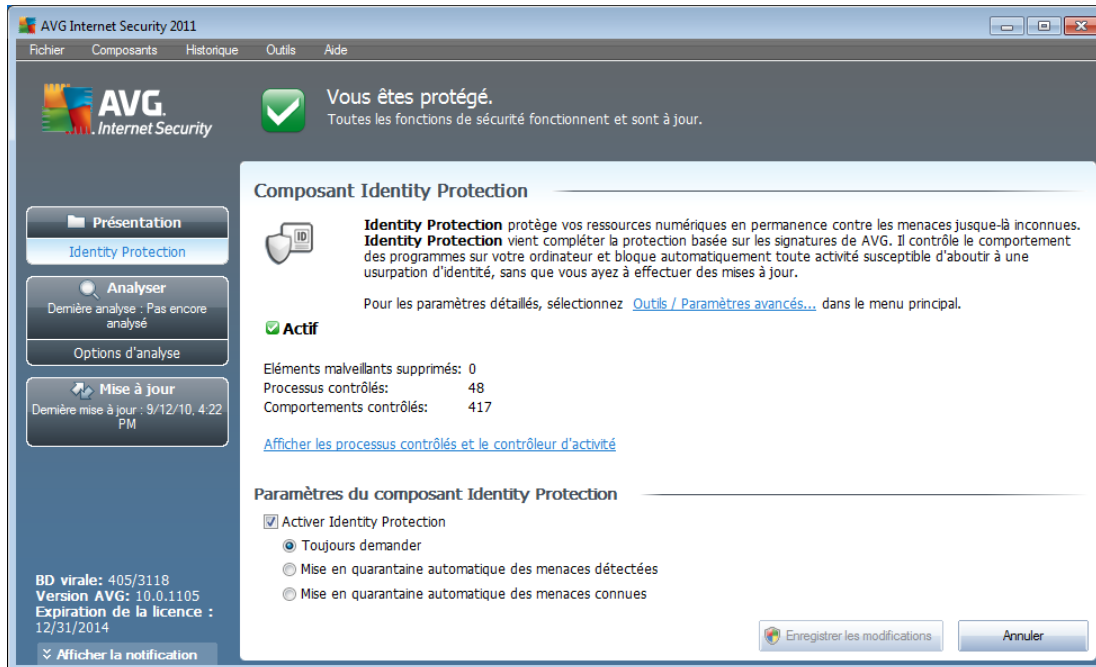 AVG Internet Security 2011
Fichier Composants Historique Outils Aide
AVG.
Internet Security
Vous êtes protégé.
Toutes les fonctions de sécurité fonctionnent et sont à jour.
Présentation
Identity Protection
Analyser
Dernière analyse : Pas encore
analysé
Options d'analyse
Mise à jour
Dernière mise à jour : 9/12/10, 4:22
PM
BD virale: 405/3118
Version AVG: 10.0.1105
Expiration de la licence :
12/31/2014
Afficher la notification
Composant Identity Protection
ID
Identity Protection protège vos ressources numériques en permanence contre les menaces jusque-là inconnues.
Identity Protection vient compléter la protection basée sur les signatures de AVG. Il contrôle le comportement
des programmes sur votre ordinateur et bloque automatiquement toute activité susceptible d'aboutir à une
usurpation d'identité, sans que vous ayez à effectuer des mises à jour.
Pour les paramètres détaillés, sélectionnez Outils / Paramètres avancés... dans le menu principal.
Actif
Eléments malveillants supprimés: 0
Processus contrôlés: 48
Comportements contrôlés: 417
Afficher les processus contrôlés et le contrôleur d'activité
Paramètres du composant Identity Protection
Activer Identity Protection
Toujours demander
Mise en quarantaine automatique des menaces détectées
Mise en quarantaine automatique des menaces connues
Enregistrer les modifications Annuler